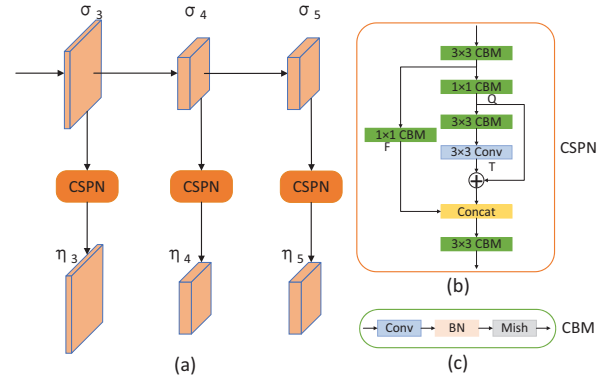 σ 3
σ 4
σ 5
CSPN
CSPN
CSPN
η 3
η 4
η 5
(a)
3×3 CBM
1×1 CBM
Q
3×3 CBM
1×1 CBM
F
3×3 Conv
T
Concat
3×3 CBM
CSPN
(b)
Conv
BN
Mish
CBM
(c)